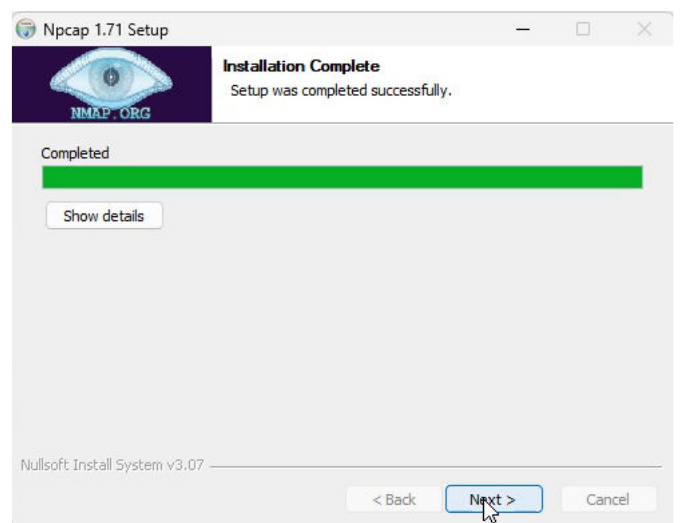 Npcap 1.71 Setup
NMAP.ORG
Installation Complete
Setup was completed successfully.
Completed
Show details
Nullsoft Install System v3.07
< Back
Next >
Cancel